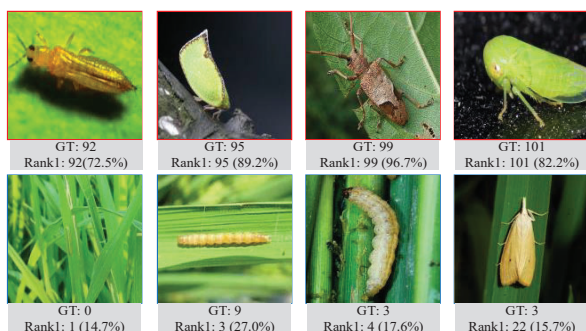 GT: 92
Rank1: 92(72.5%)
GT: 95
Rank1: 95 (89.2%)
GT: 99
Rank1: 99 (96.7%)
GT: 101
Rank1: 101 (82.2%)
GT: 0
Rank1: 1 (14.7%)
GT: 9
Rank1: 3 (27.0%)
GT: 3
Rank1: 4 (17.6%)
GT: 3
Rank1: 22 (15.7%)